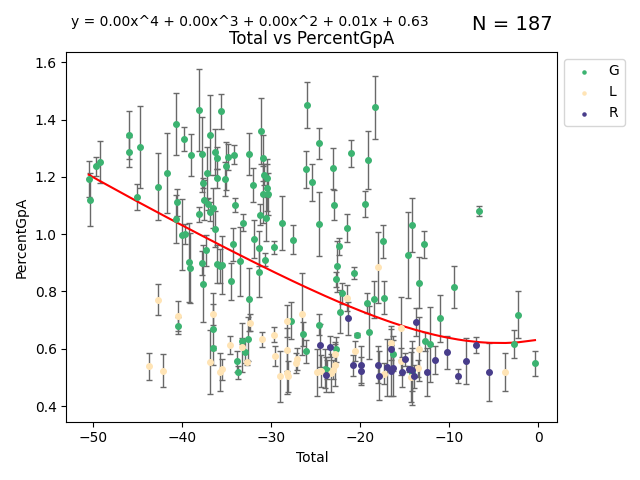 y = 0.00x^4 + 0.00x^3 + 0.00x^2 + 0.01x + 0.63
N = 187
Total vs PercentGpA
G
L
R
1.6
1.4
1.2
1.0
0.8
0.6
0.4
PercentGpA
−50
−40
−30
−20
−10
0
Total